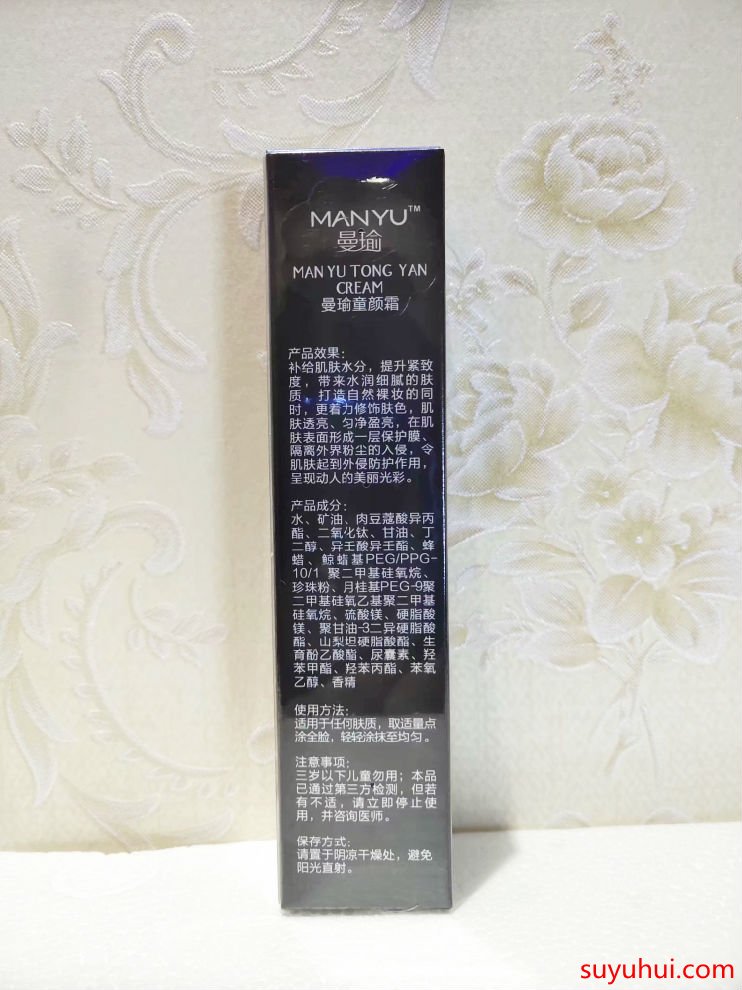 MANYU™
曼瑜
MAN YU TONG YAN
CREAM
曼瑜童颜霜
产品效果：
补给肌肤水分，提升紧致
度，带来水润细腻的肤
质，打造自然裸妆的同
时，更着力修饰肤色，肌
肤透亮、匀净盈亮，在肌
肤表面形成一层保护膜、
隔离外界粉尘的入侵，令
肌肤起到外侵防护作用，
呈现动人的美丽光彩。
产品成分：
水、矿油、肉豆蔻酸异丙
酯、二氧化钛、甘油、丁
二醇、异壬酸异壬酯、蜂
蜡、鲸蜡基PEG/PPG-
10/1 聚二甲基硅氧烷、
珍珠粉、月桂基PEG-9聚
二甲基硅氧乙基聚二甲基
硅氧烷、硫酸镁、硬脂酸
镁、聚甘油-3二异硬脂酸
酯、山梨坦硬脂酸酯、生
育酚乙酸酯、尿囊素、羟
苯甲酯、羟苯丙酯、苯氧
乙醇、香精
使用方法：
适用于任何肤质，取适量点
涂全脸，轻轻涂抹至均匀。
注意事项：
三岁以下儿童勿用；本品
已通过第三方检测，但若
有不适，请立即停止使
用，并咨询医师。
保存方式：
请置于阴凉干燥处，避免
阳光直射。
suyuhui.com